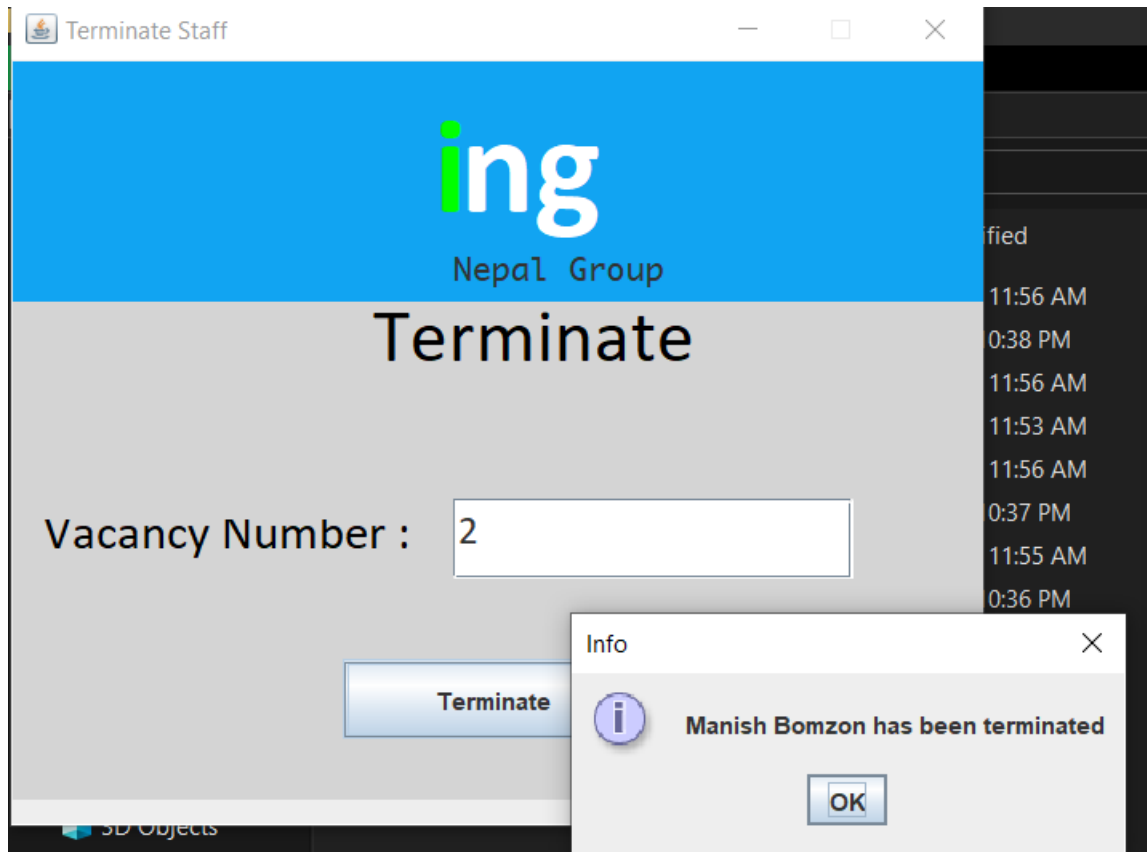 Terminate Staff
ing
Nepal Group
Terminate
Vacancy Number :
2
Terminate
Info
Manish Bomzon has been terminated
OK
ified
11:56 AM
0:38 PM
11:56 AM
11:53 AM
11:56 AM
0:37 PM
11:55 AM
0:36 PM
3D Objects